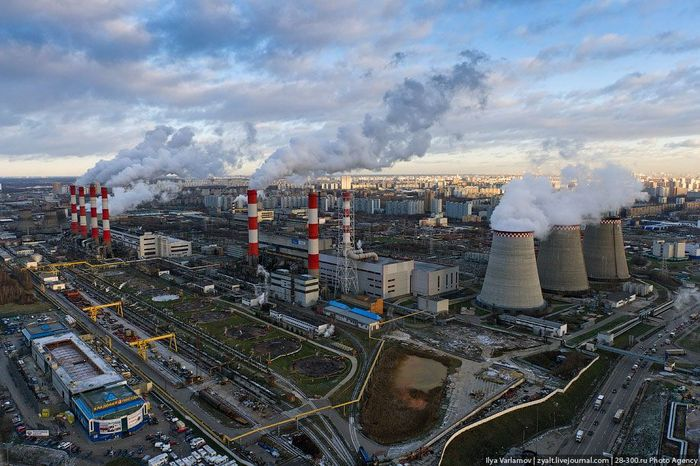 Ilya Varlamov, zyalt.livejournal.com, 28-300.ru Photo Agency